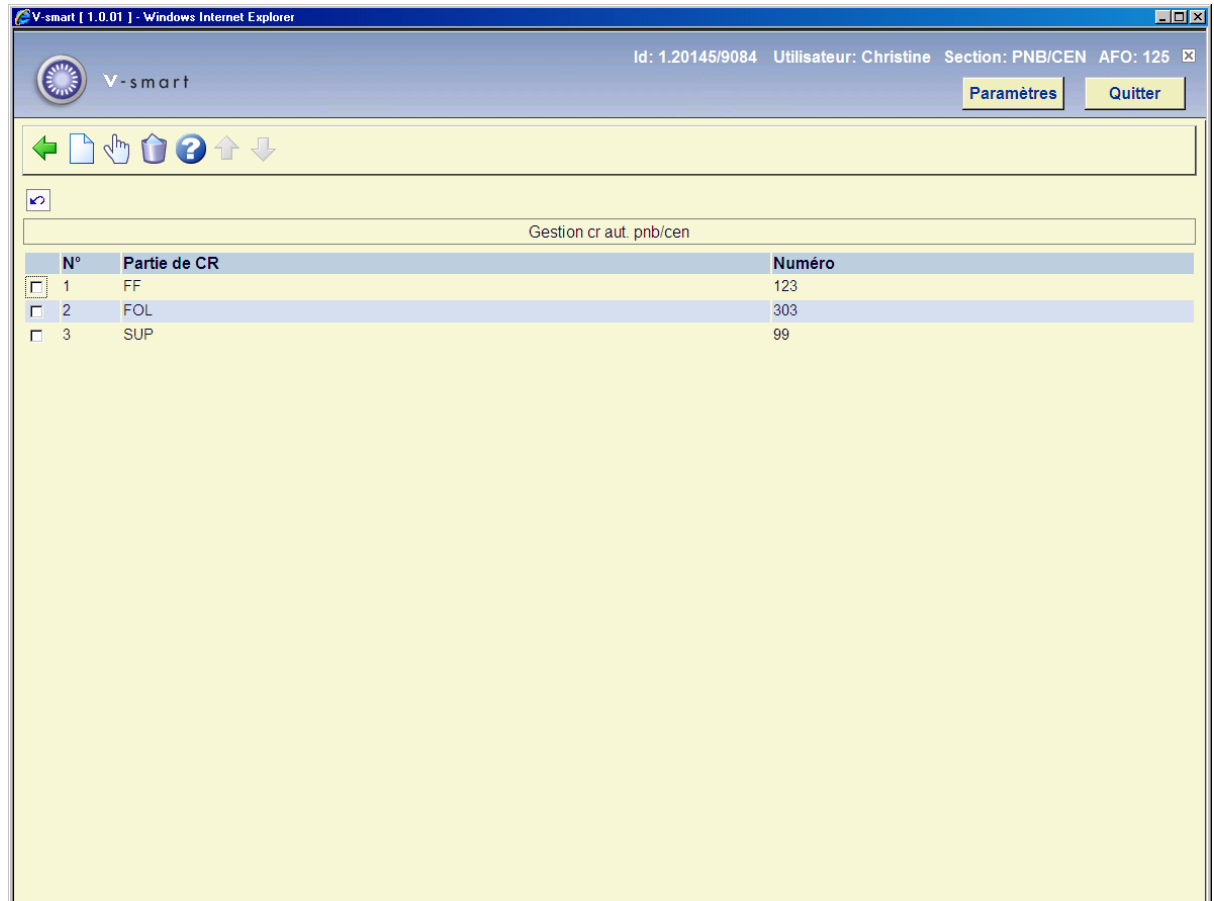 V-smart [ 1.0.01 ] - Windows Internet Explorer
Id: 1.20145/9084 Utilisateur: Christine Section: PNB/CEN AFO: 125
V-smart
Paramètres Quitter
Gestion cr aut. pnb/cen
N° Partie de CR Numéro
1 FF 123
2 FOL 303
3 SUP 99